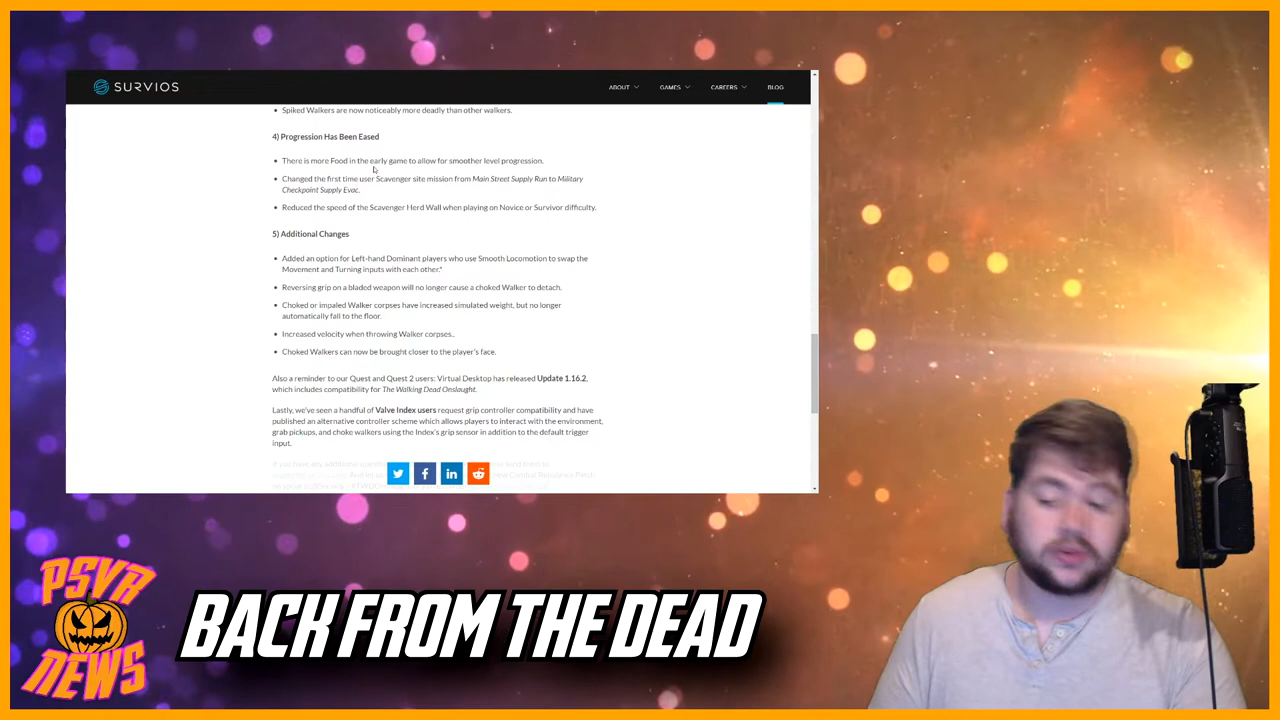 SURVIOS
ABOUT GAMES CAREERS BLOG
• Spiked Walkers are now noticeably more deadly than other walkers.
4) Progression Has Been Eased
• There is more Food in the early game to allow for smoother level progression.
• Changed the first time user Scavenger site mission from Main Street Supply Run to Military
Checkpoint Supply Evac.
• Reduced the speed of the Scavenger Herd Wall when playing on Novice or Survivor difficulty.
5) Additional Changes
• Added an option for Left-hand Dominant players who use Smooth Locomotion to swap the
Movement and Turning inputs with each other.*
• Reversing grip on a bladed weapon will no longer cause a choked Walker to detach.
• Choked or impaled Walker corpses have increased simulated weight, but no longer
automatically fall to the floor.
• Increased velocity when throwing Walker corpses..
• Choked Walkers can now be brought closer to the player's face.
Also a reminder to our Quest and Quest 2 users: Virtual Desktop has released Update 1.16.2,
which includes compatibility for The Walking Dead Onslaught.
Lastly, we've seen a handful of Valve Index users request grip controller compatibility and have
published an alternative controller scheme which allows players to interact with the environment,
grab pickups, and choke walkers using the Index's grip sensor in addition to the default trigger
input.
If you have any additional
PSVR
NEWS
BACK FROM THE DEAD